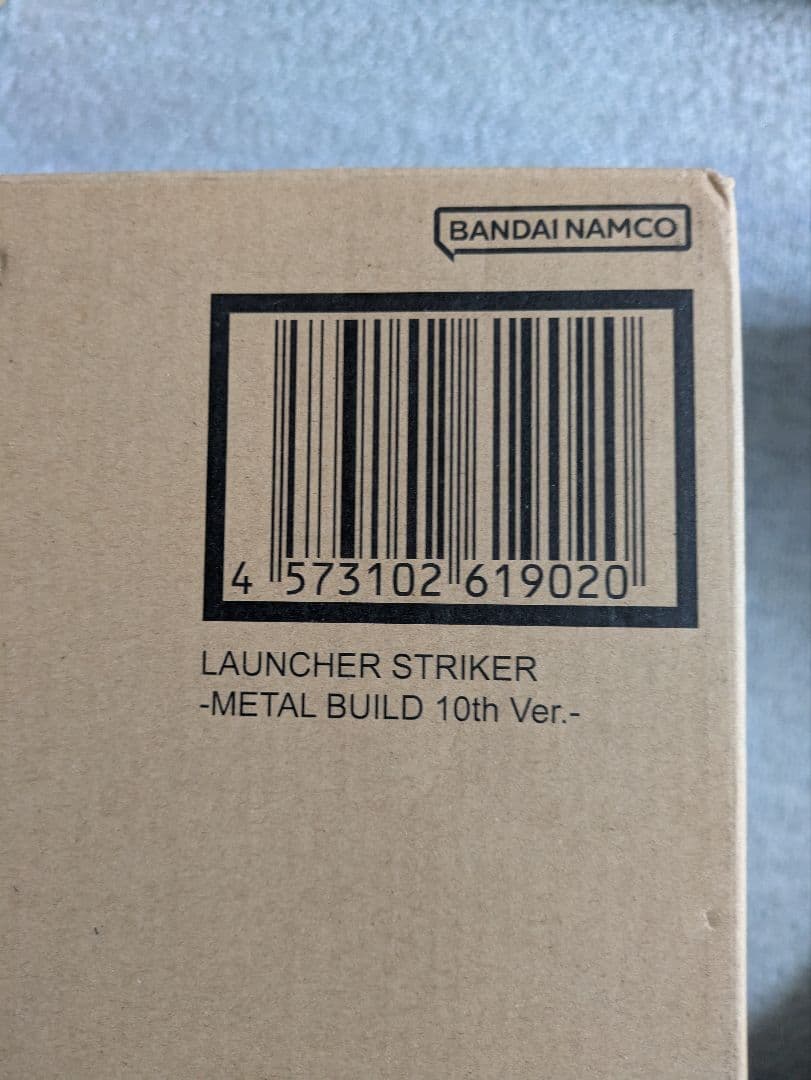 BANDAI NAMCO
4 573102 619020
LAUNCHER STRIKER
-METAL BUILD 10th Ver.-